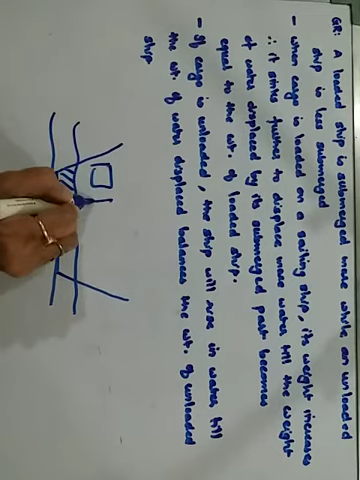 GR: A loaded ship is submerged more while an unloaded
ship is less submerged
- when cargo is loaded on a sailing ship, its weight increases
∴ it sinks further to displace more water till the weight
of water displaced by its submerged part becomes
equal to the wt. of loaded ship.
- If cargo is unloaded, the ship will rise in water till
the wt. of water displaced balances the wt. of unloaded
ship